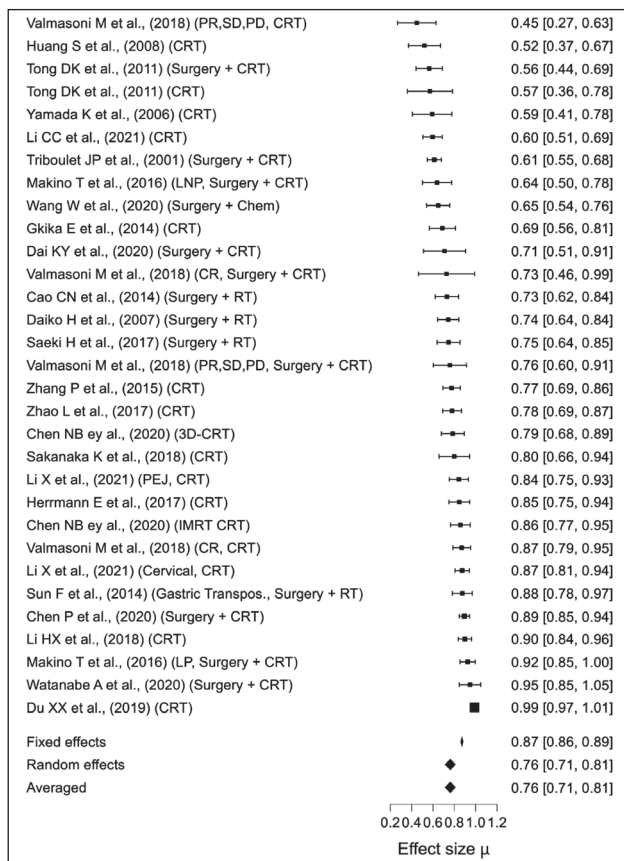 Valmasoni M et al., (2018) (PR,SD,PD, CRT) 0.45 [0.27, 0.63]
Huang S et al., (2008) (CRT) 0.52 [0.37, 0.67]
Tong DK et al., (2011) (Surgery + CRT) 0.56 [0.44, 0.69]
Tong DK et al., (2011) (CRT) 0.57 [0.36, 0.78]
Yamada K et al., (2006) (CRT) 0.59 [0.41, 0.78]
Li CC et al., (2021) (CRT) 0.60 [0.51, 0.69]
Triboulet JP et al., (2001) (Surgery + CRT) 0.61 [0.55, 0.68]
Makino T et al., (2016) (LNP, Surgery + CRT) 0.64 [0.50, 0.78]
Wang W et al., (2020) (Surgery + Chem) 0.65 [0.54, 0.76]
Gkika E et al., (2014) (CRT) 0.69 [0.56, 0.81]
Dai KY et al., (2020) (Surgery + CRT) 0.71 [0.51, 0.91]
Valmasoni M et al., (2018) (CR, Surgery + CRT) 0.73 [0.46, 0.99]
Cao CN et al., (2014) (Surgery + RT) 0.73 [0.62, 0.84]
Daiko H et al., (2007) (Surgery + RT) 0.74 [0.64, 0.84]
Saeki H et al., (2017) (Surgery + RT) 0.75 [0.64, 0.85]
Valmasoni M et al., (2018) (PR,SD,PD, Surgery + CRT) 0.76 [0.60, 0.91]
Zhang P et al., (2015) (CRT) 0.77 [0.69, 0.86]
Zhao L et al., (2017) (CRT) 0.78 [0.69, 0.87]
Chen NB ey al., (2020) (3D-CRT) 0.79 [0.68, 0.89]
Sakanaka K et al., (2018) (CRT) 0.80 [0.66, 0.94]
Li X et al., (2021) (PEJ, CRT) 0.84 [0.75, 0.93]
Herrmann E et al., (2017) (CRT) 0.85 [0.75, 0.94]
Chen NB ey al., (2020) (IMRT CRT) 0.86 [0.77, 0.95]
Valmasoni M et al., (2018) (CR, CRT) 0.87 [0.79, 0.95]
Li X et al., (2021) (Cervical, CRT) 0.87 [0.81, 0.94]
Sun F et al., (2014) (Gastric Transpos., Surgery + RT) 0.88 [0.78, 0.97]
Chen P et al., (2020) (Surgery + CRT) 0.89 [0.85, 0.94]
Li HX et al., (2018) (CRT) 0.90 [0.84, 0.96]
Makino T et al., (2016) (LP, Surgery + CRT) 0.92 [0.85, 1.00]
Watanabe A et al., (2020) (Surgery + CRT) 0.95 [0.85, 1.05]
Du XX et al., (2019) (CRT) 0.99 [0.97, 1.01]
Fixed effects 0.87 [0.86, 0.89]
Random effects 0.76 [0.71, 0.81]
Averaged 0.76 [0.71, 0.81]
0.2 0.4 0.6 0.8 1.0 1.2
Effect size μ